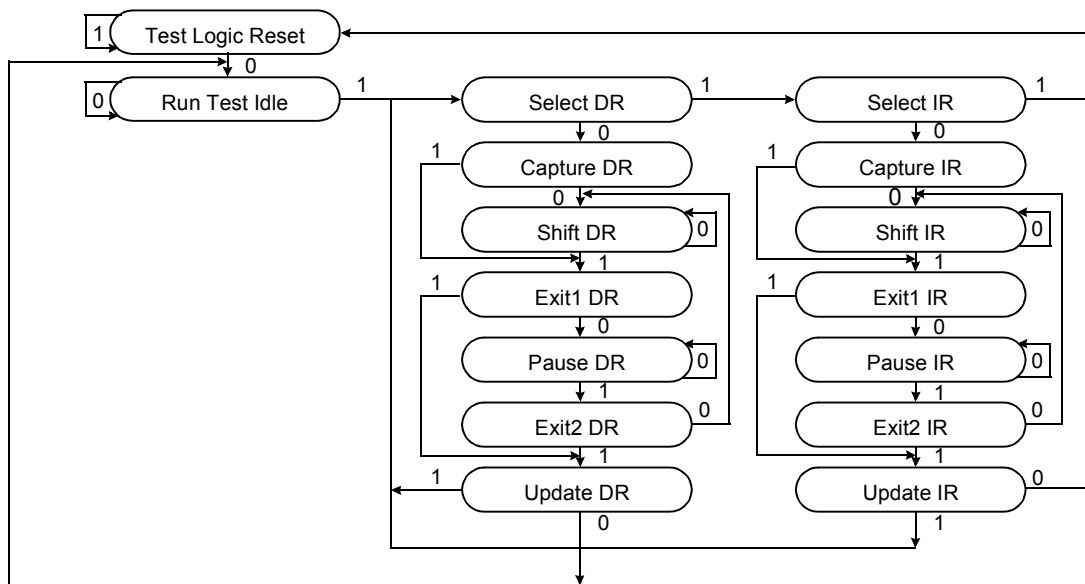 1
Test Logic Reset
0
0
Run Test Idle
1
Select DR
1
Select IR
1
0
0
1
Capture DR
1
Capture IR
0
0
Shift DR
0
Shift IR
0
1
1
1
Exit1 DR
1
Exit1 IR
0
0
Pause DR
0
Pause IR
0
1
1
Exit2 DR
0
Exit2 IR
0
1
1
1
Update DR
Update IR
0
0
1